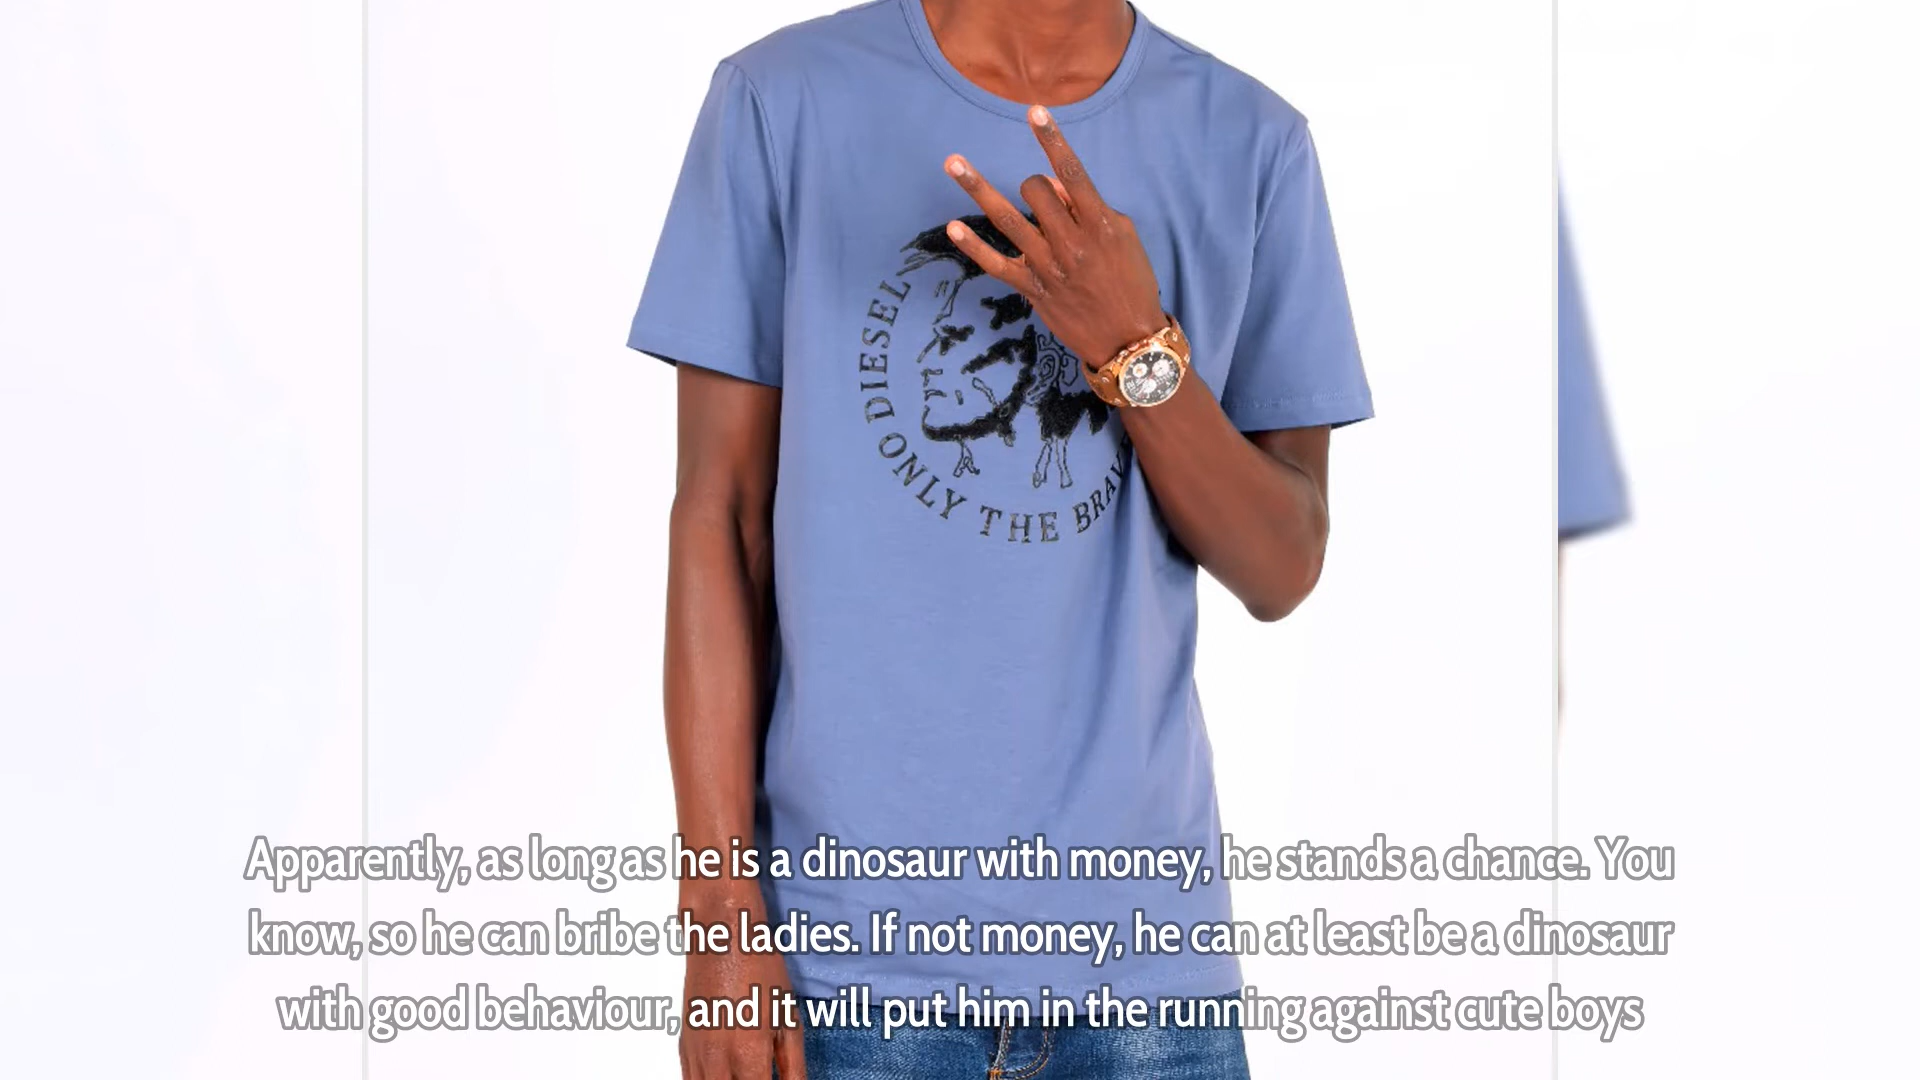 DIESEL
ONLY THE BRAV
Apparently, as long as he is a dinosaur with money, he stands a chance. You
know, so he can bribe the ladies. If not money, he can at least be a dinosaur
with good behaviour, and it will put him in the running against cute boys